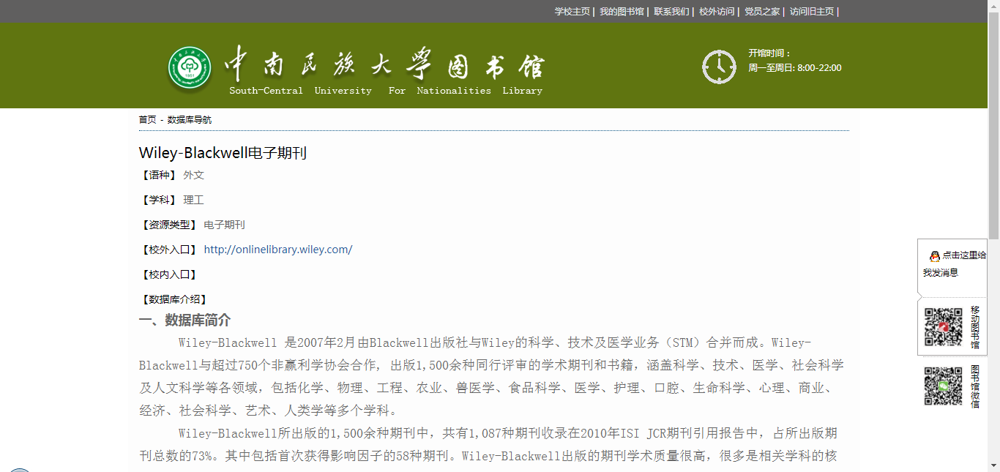 学校主页 | 我的图书馆 | 联系我们 | 校外访问 | 党员之家 | 访问旧主页 |
中南民族大学图书馆
South-Central University For Nationalities Library
开馆时间：
周一至周日: 8:00-22:00
首页 - 数据库导航
Wiley-Blackwell电子期刊
【语种】 外文
【学科】 理工
【资源类型】 电子期刊
【校外入口】 http://onlinelibrary.wiley.com/
【校内入口】
【数据库介绍】
一、数据库简介
Wiley-Blackwell 是2007年2月由Blackwell出版社与Wiley的科学、技术及医学业务（STM）合并而成。Wiley-
Blackwell与超过750个非赢利学协会合作, 出版1,500余种同行评审的学术期刊和书籍，涵盖科学、技术、医学、社会科学
及人文科学等各领域，包括化学、物理、工程、农业、兽医学、食品科学、医学、护理、口腔、生命科学、心理、商业、
经济、社会科学、艺术、人类学等多个学科。
Wiley-Blackwell所出版的1,500余种期刊中，共有1,087种期刊收录在2010年ISI JCR期刊引用报告中，占所出版期
刊总数的73%。其中包括首次获得影响因子的58种期刊。Wiley-Blackwell出版的期刊学术质量很高，很多是相关学科的核
点击这里给
我发消息
移动图书馆
图书馆微信